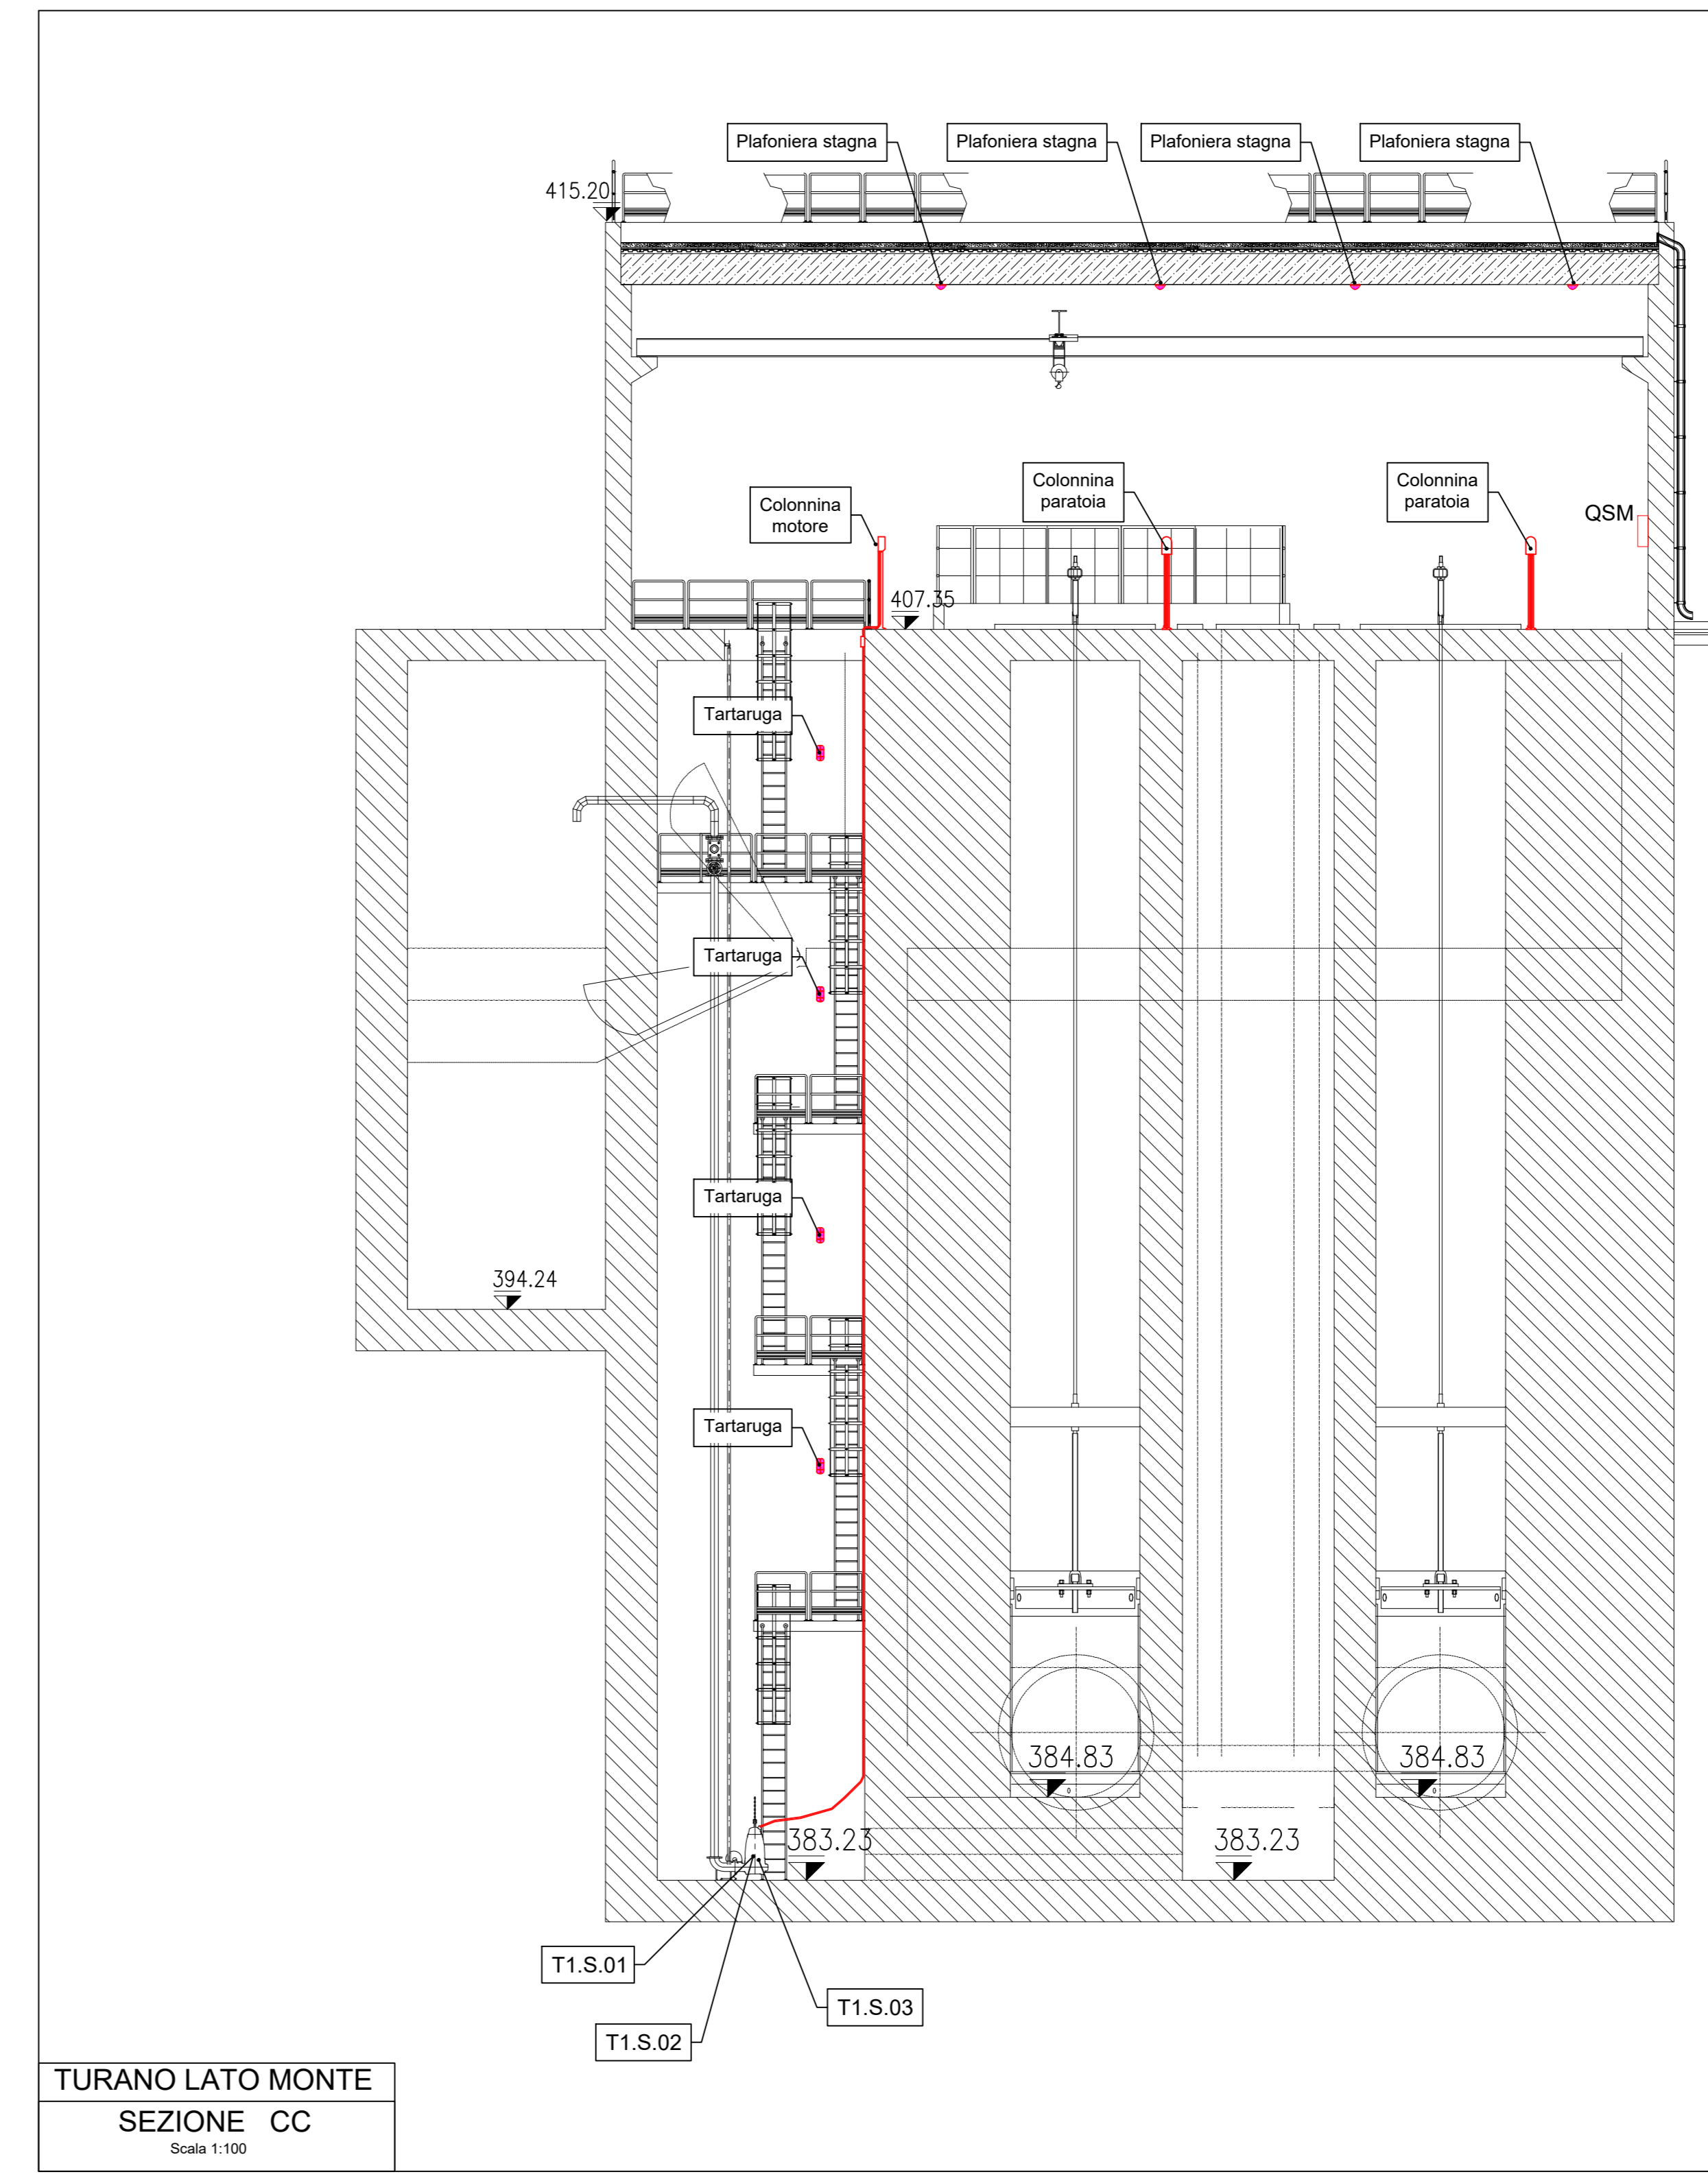 Plafoniera stagna
Plafoniera stagna
Plafoniera stagna
Plafoniera stagna
415.20
Colonnina
motore
Colonnina
paratoia
Colonnina
paratoia
QSM
407.35
Tartaruga
Tartaruga
Tartaruga
394.24
Tartaruga
384.83
384.83
383.23
383.23
T1.S.01
T1.S.03
T1.S.02
TURANO LATO MONTE
SEZIONE CC
Scala 1:100